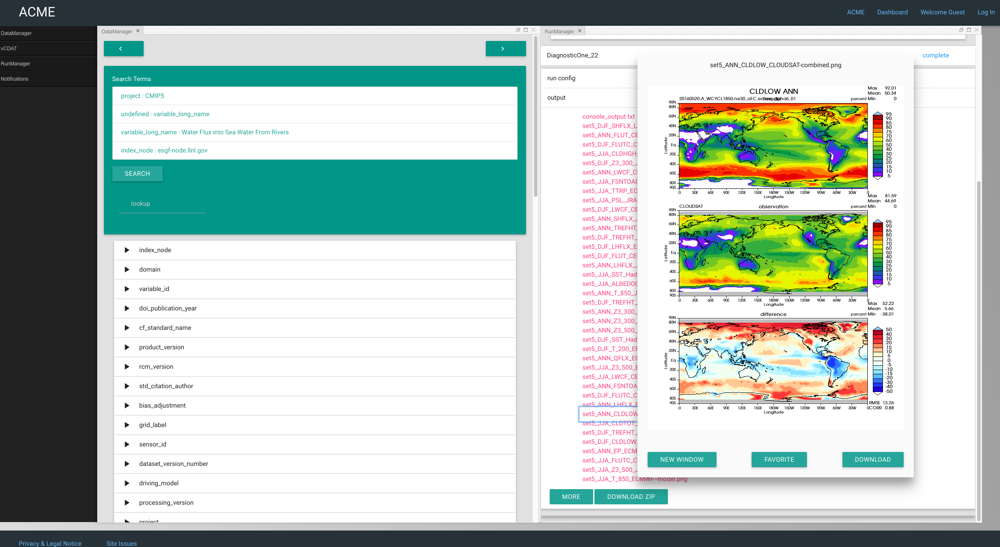 ACME
ACME Dashboard Welcome Guest Log In
DataManager
vCDAT
RunManager
Notifications
DataManager
Search Terms
project : CMIP5
undefined : variable_long_name
variable_long_name : Water Flux into Sea Water From Rivers
index_node : esgf-node.llnl.gov
SEARCH
lookup
index_node
domain
variable_id
doi_publication_year
cf_standard_name
product_version
rcm_version
std_citation_author
bias_adjustment
grid_label
sensor_id
dataset_version_number
driving_model
processing_version
project
RunManager
DiagnosticOne_22
complete
run config
output
console_output.txt
set5_DJF_SHFLX_L
set5_ANN_FLUT_CE
set5_DJF_FLUTC_C
set5_JJA_CLDHGH_
set5_DJF_Z3_300_J
set5_ANN_LWCF_C
set5_JJA_FSNTOAC
set5_JJA_TTRP_EC
set5_JJA_PSL_JRA
set5_DJF_LWCF_CE
set5_ANN_SHFLX_J
set5_ANN_TREFHT_
set5_DJF_TREFHT_
set5_DJF_LHFLX_E
set5_DJF_FLUT_CE
set5_ANN_LHFLX_J
set5_JJA_SST_Had
set5_JJA_ALBEDOC
set5_ANN_T_850_J
set5_DJF_TREFHT_
set5_ANN_Z3_300_
set5_ANN_Z3_300_
set5_ANN_Z3_500_
set5_DJF_SST_Had
set5_DJF_T_200_E
set5_ANN_QFLX_EC
set5_JJA_Z3_500_E
set5_JJA_LWCF_CE
set5_ANN_FSNTOA
set5_DJF_FLUTC_C
set5_ANN_LHFLX_E
set5_ANN_CLDLOW
set5_JJA_CLDTOT_
set5_DJF_TREFHT_
set5_DJF_CLDLOW_
set5_ANN_EP_ECM
set5_JJA_FLUTC_C
set5_JJA_Z3_500_J
set5_JJA_T_850_ECMWF--model.png
MORE DOWNLOAD ZIP
set5_ANN_CLDLOW_CLOUDSAT-combined.png
CLDLOW ANN
Max 92.01
Mean 50.34
20160520.A_WCYCL1850.ne30_oEC.edison.alpha6_01 model percent Min 0
90N
80N
60N
40N
20N
Eq
20S
40S
60S
80S
90S
Latitude
0 30E 60E 90E 120E 150E 180W 150W 120W 90W 60W 30W 0
Longitude
95
90
85
80
75
70
60
50
40
30
25
20
15
10
5
Max 81.59
Mean 44.69
CLOUDSAT observation percent Min 0
90N
80N
60N
40N
20N
Eq
20S
40S
60S
80S
90S
Latitude
0 30E 60E 90E 120E 150E 180W 150W 120W 90W 60W 30W 0
Longitude
95
90
85
80
75
70
60
50
40
30
25
20
15
10
5
Max 52.22
Mean 5.66
difference percent Min -38.01
90N
80N
60N
40N
20N
Eq
20S
40S
60S
80S
90S
Latitude
0 30E 60E 90E 120E 150E 180W 150W 120W 90W 60W 30W 0
Longitude
50
40
30
20
15
10
5
0
-5
-10
-15
-20
-30
-40
-50
RMSE 13.26
CORR 0.88
NEW WINDOW FAVORITE DOWNLOAD
Privacy & Legal Notice Site Issues